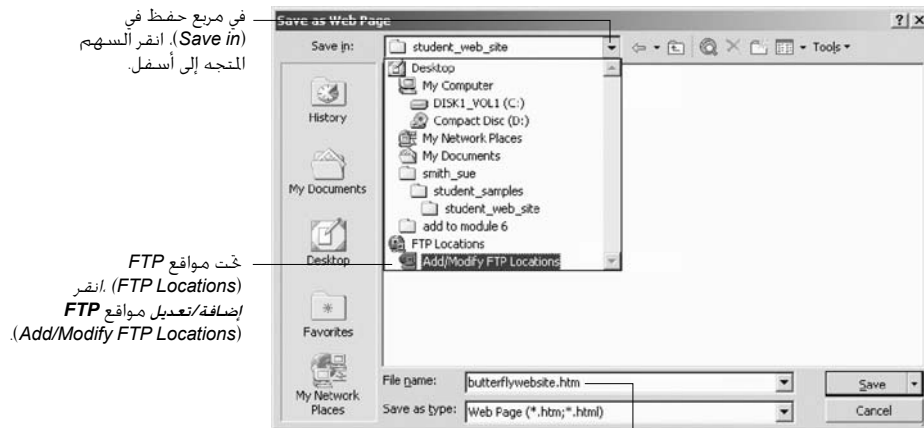 في مربع حفظ في
(Save in)، انقر السهم
المتجه إلى أسفل.
تحت مواقع FTP
(FTP Locations) ،انقر
إضافة/تعديل مواقع FTP
(Add/Modify FTP Locations).
Save as Web Page
Save in:
student_web_site
Tools
Desktop
My Computer
DISK1_VOL1 (C:)
Compact Disc (D:)
My Network Places
My Documents
smith_sue
student_samples
student_web_site
add to module 6
FTP Locations
Add/Modify FTP Locations
History
My Documents
Desktop
Favorites
My Network
Places
File name:
butterflywebsite.htm
Save
Save as type:
Web Page (*.htm;*.html)
Cancel